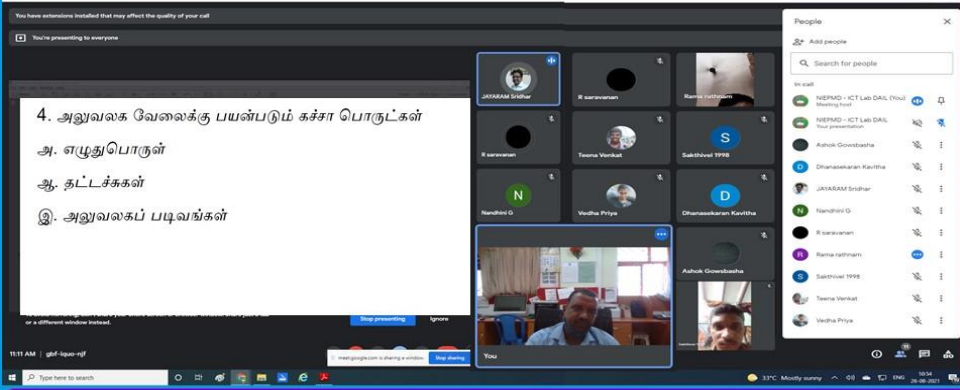 You have extensions installed that may affect the quality of your call
You're presenting to everyone
4. அலுவலக வேலைக்கு பயன்படும் கச்சா பொருட்கள்
அ. எழுதுபொருள்
ஆ. தட்டச்சுகள்
இ. அலுவலகப் படிவங்கள்
or a different window instead.
Stop presenting
Ignore
11:11 AM | gbf-iquo-njf
meet.google.com is sharing a window.
Stop sharing
JAYARAM Sridhar
R saravanan
Rama rathnam
R saravanan
Teena Venkat
Sakthivel 1998
S
Nandhini G
N
Vedha Priya
Dhanasekaran Kavitha
D
You
Ashok Gowsbasha
People
Add people
Search for people
In call
NIEPMD - ICT Lab DAIL (You)
Meeting host
NIEPMD - ICT Lab DAIL
Your presentation
Ashok Gowsbasha
D
Dhanasekaran Kavitha
JAYARAM Sridhar
N
Nandhini G
R saravanan
R
Rama rathnam
S
Sakthivel 1998
Teena Venkat
Vedha Priya
Type here to search
33°C Mostly sunny
ENG
10:54
26-08-2021